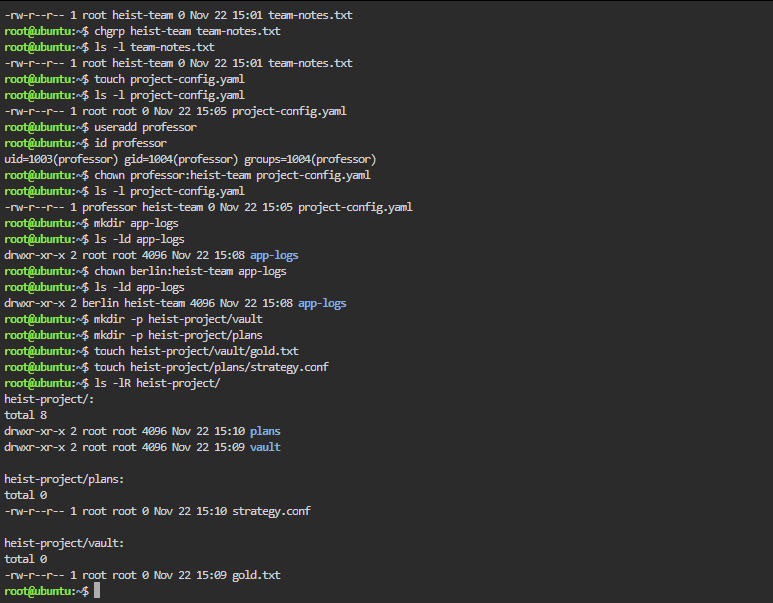 -rw-r--r-- 1 root heist-team 0 Nov 22 15:01 team-notes.txt
root@ubuntu:~$ chgrp heist-team team-notes.txt
root@ubuntu:~$ ls -l team-notes.txt
-rw-r--r-- 1 root heist-team 0 Nov 22 15:01 team-notes.txt
root@ubuntu:~$ touch project-config.yaml
root@ubuntu:~$ ls -l project-config.yaml
-rw-r--r-- 1 root root 0 Nov 22 15:05 project-config.yaml
root@ubuntu:~$ useradd professor
root@ubuntu:~$ id professor
uid=1003(professor) gid=1004(professor) groups=1004(professor)
root@ubuntu:~$ chown professor:heist-team project-config.yaml
root@ubuntu:~$ ls -l project-config.yaml
-rw-r--r-- 1 professor heist-team 0 Nov 22 15:05 project-config.yaml
root@ubuntu:~$ mkdir app-logs
root@ubuntu:~$ ls -ld app-logs
drwxr-xr-x 2 root root 4096 Nov 22 15:08 app-logs
root@ubuntu:~$ chown berlin:heist-team app-logs
root@ubuntu:~$ ls -ld app-logs
drwxr-xr-x 2 berlin heist-team 4096 Nov 22 15:08 app-logs
root@ubuntu:~$ mkdir -p heist-project/vault
root@ubuntu:~$ mkdir -p heist-project/plans
root@ubuntu:~$ touch heist-project/vault/gold.txt
root@ubuntu:~$ touch heist-project/plans/strategy.conf
root@ubuntu:~$ ls -lR heist-project/
heist-project/:
total 8
drwxr-xr-x 2 root root 4096 Nov 22 15:10 plans
drwxr-xr-x 2 root root 4096 Nov 22 15:09 vault

heist-project/plans:
total 0
-rw-r--r-- 1 root root 0 Nov 22 15:10 strategy.conf

heist-project/vault:
total 0
-rw-r--r-- 1 root root 0 Nov 22 15:09 gold.txt
root@ubuntu:~$